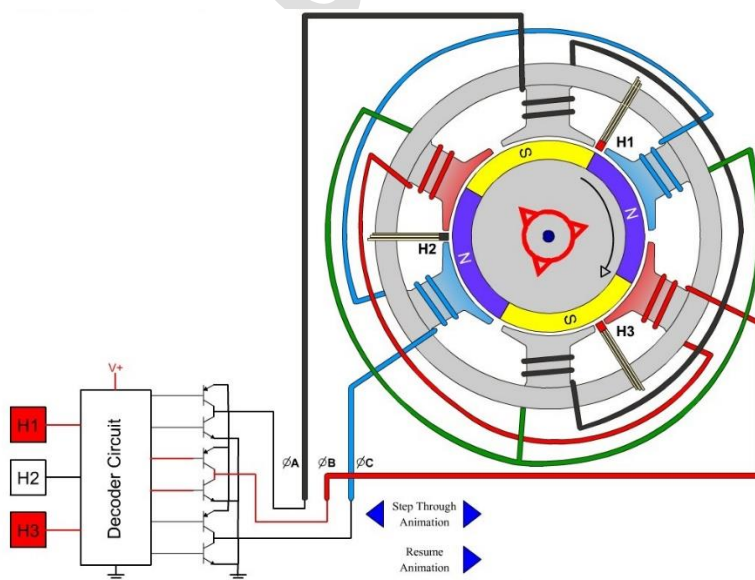 H1
S
N
H2
N
S
H3
V+
H1
H2
H3
Decoder Circuit
ØA
ØB
ØC
Step Through
Animation
Resume
Animation